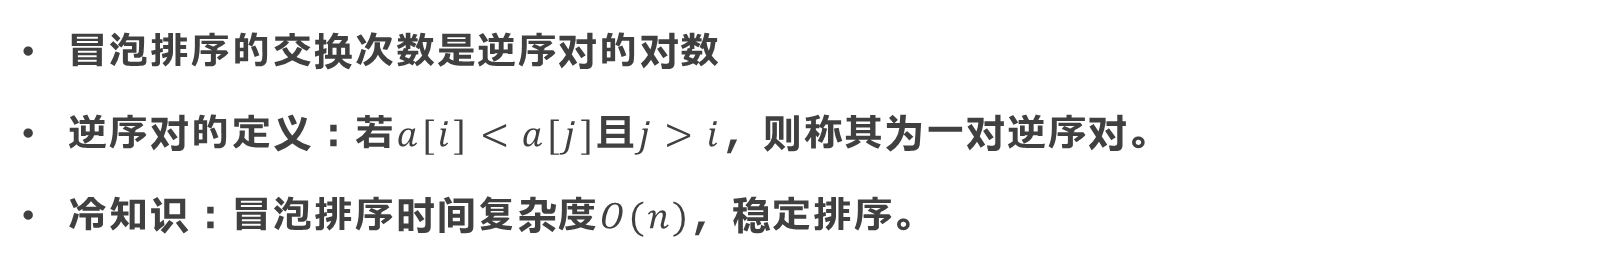 • 冒泡排序的交换次数是逆序对的对数
• 逆序对的定义：若a[i] < a[j]且j > i，则称其为一对逆序对。
• 冷知识：冒泡排序时间复杂度O(n)，稳定排序。